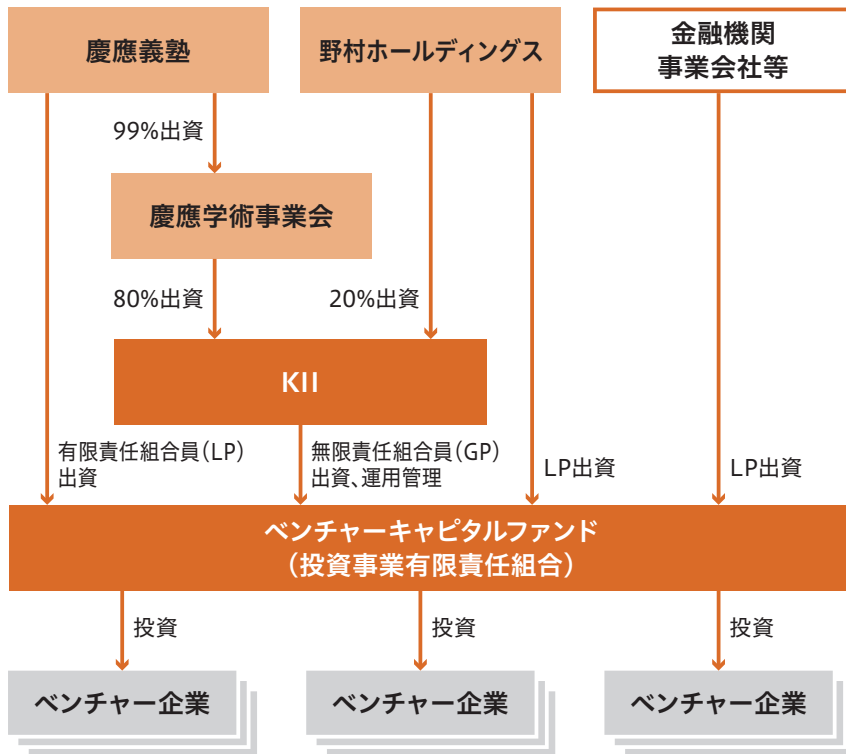 慶應義塾
野村ホールディングス
金融機関
事業会社等
99%出資
慶應学術事業会
80%出資
20%出資
KII
有限責任組合員(LP)
出資
無限責任組合員(GP)
出資、運用管理
LP出資
LP出資
ベンチャーキャピタルファンド
(投資事業有限責任組合)
投資
投資
投資
ベンチャー企業
ベンチャー企業
ベンチャー企業